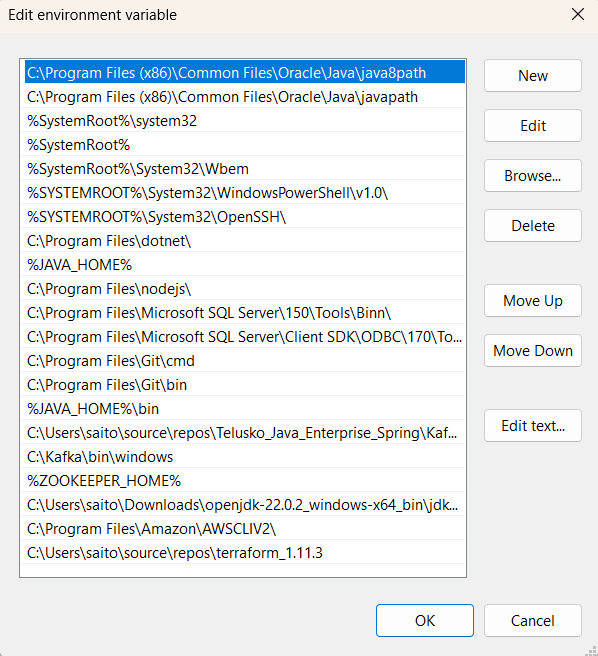 Edit environment variable
C:\Program Files (x86)\Common Files\Oracle\Java\java8path
C:\Program Files (x86)\Common Files\Oracle\Java\javapath
%SystemRoot%\system32
%SystemRoot%
%SystemRoot%\System32\Wbem
%SYSTEMROOT%\System32\WindowsPowerShell\v1.0\
%SYSTEMROOT%\System32\OpenSSH\
C:\Program Files\dotnet\
%JAVA_HOME%
C:\Program Files\nodejs\
C:\Program Files\Microsoft SQL Server\150\Tools\Binn\
C:\Program Files\Microsoft SQL Server\Client SDK\ODBC\170\To...
C:\Program Files\Git\cmd
C:\Program Files\Git\bin
%JAVA_HOME%\bin
C:\Users\saito\source\repos\Telusko_Java_Enterprise_Spring\Kaf...
C:\Kafka\bin\windows
%ZOOKEEPER_HOME%
C:\Users\saito\Downloads\openjdk-22.0.2_windows-x64_bin\jdk...
C:\Program Files\Amazon\AWSCLIV2\
C:\Users\saito\source\repos\terraform_1.11.3
New
Edit
Browse...
Delete
Move Up
Move Down
Edit text...
OK
Cancel